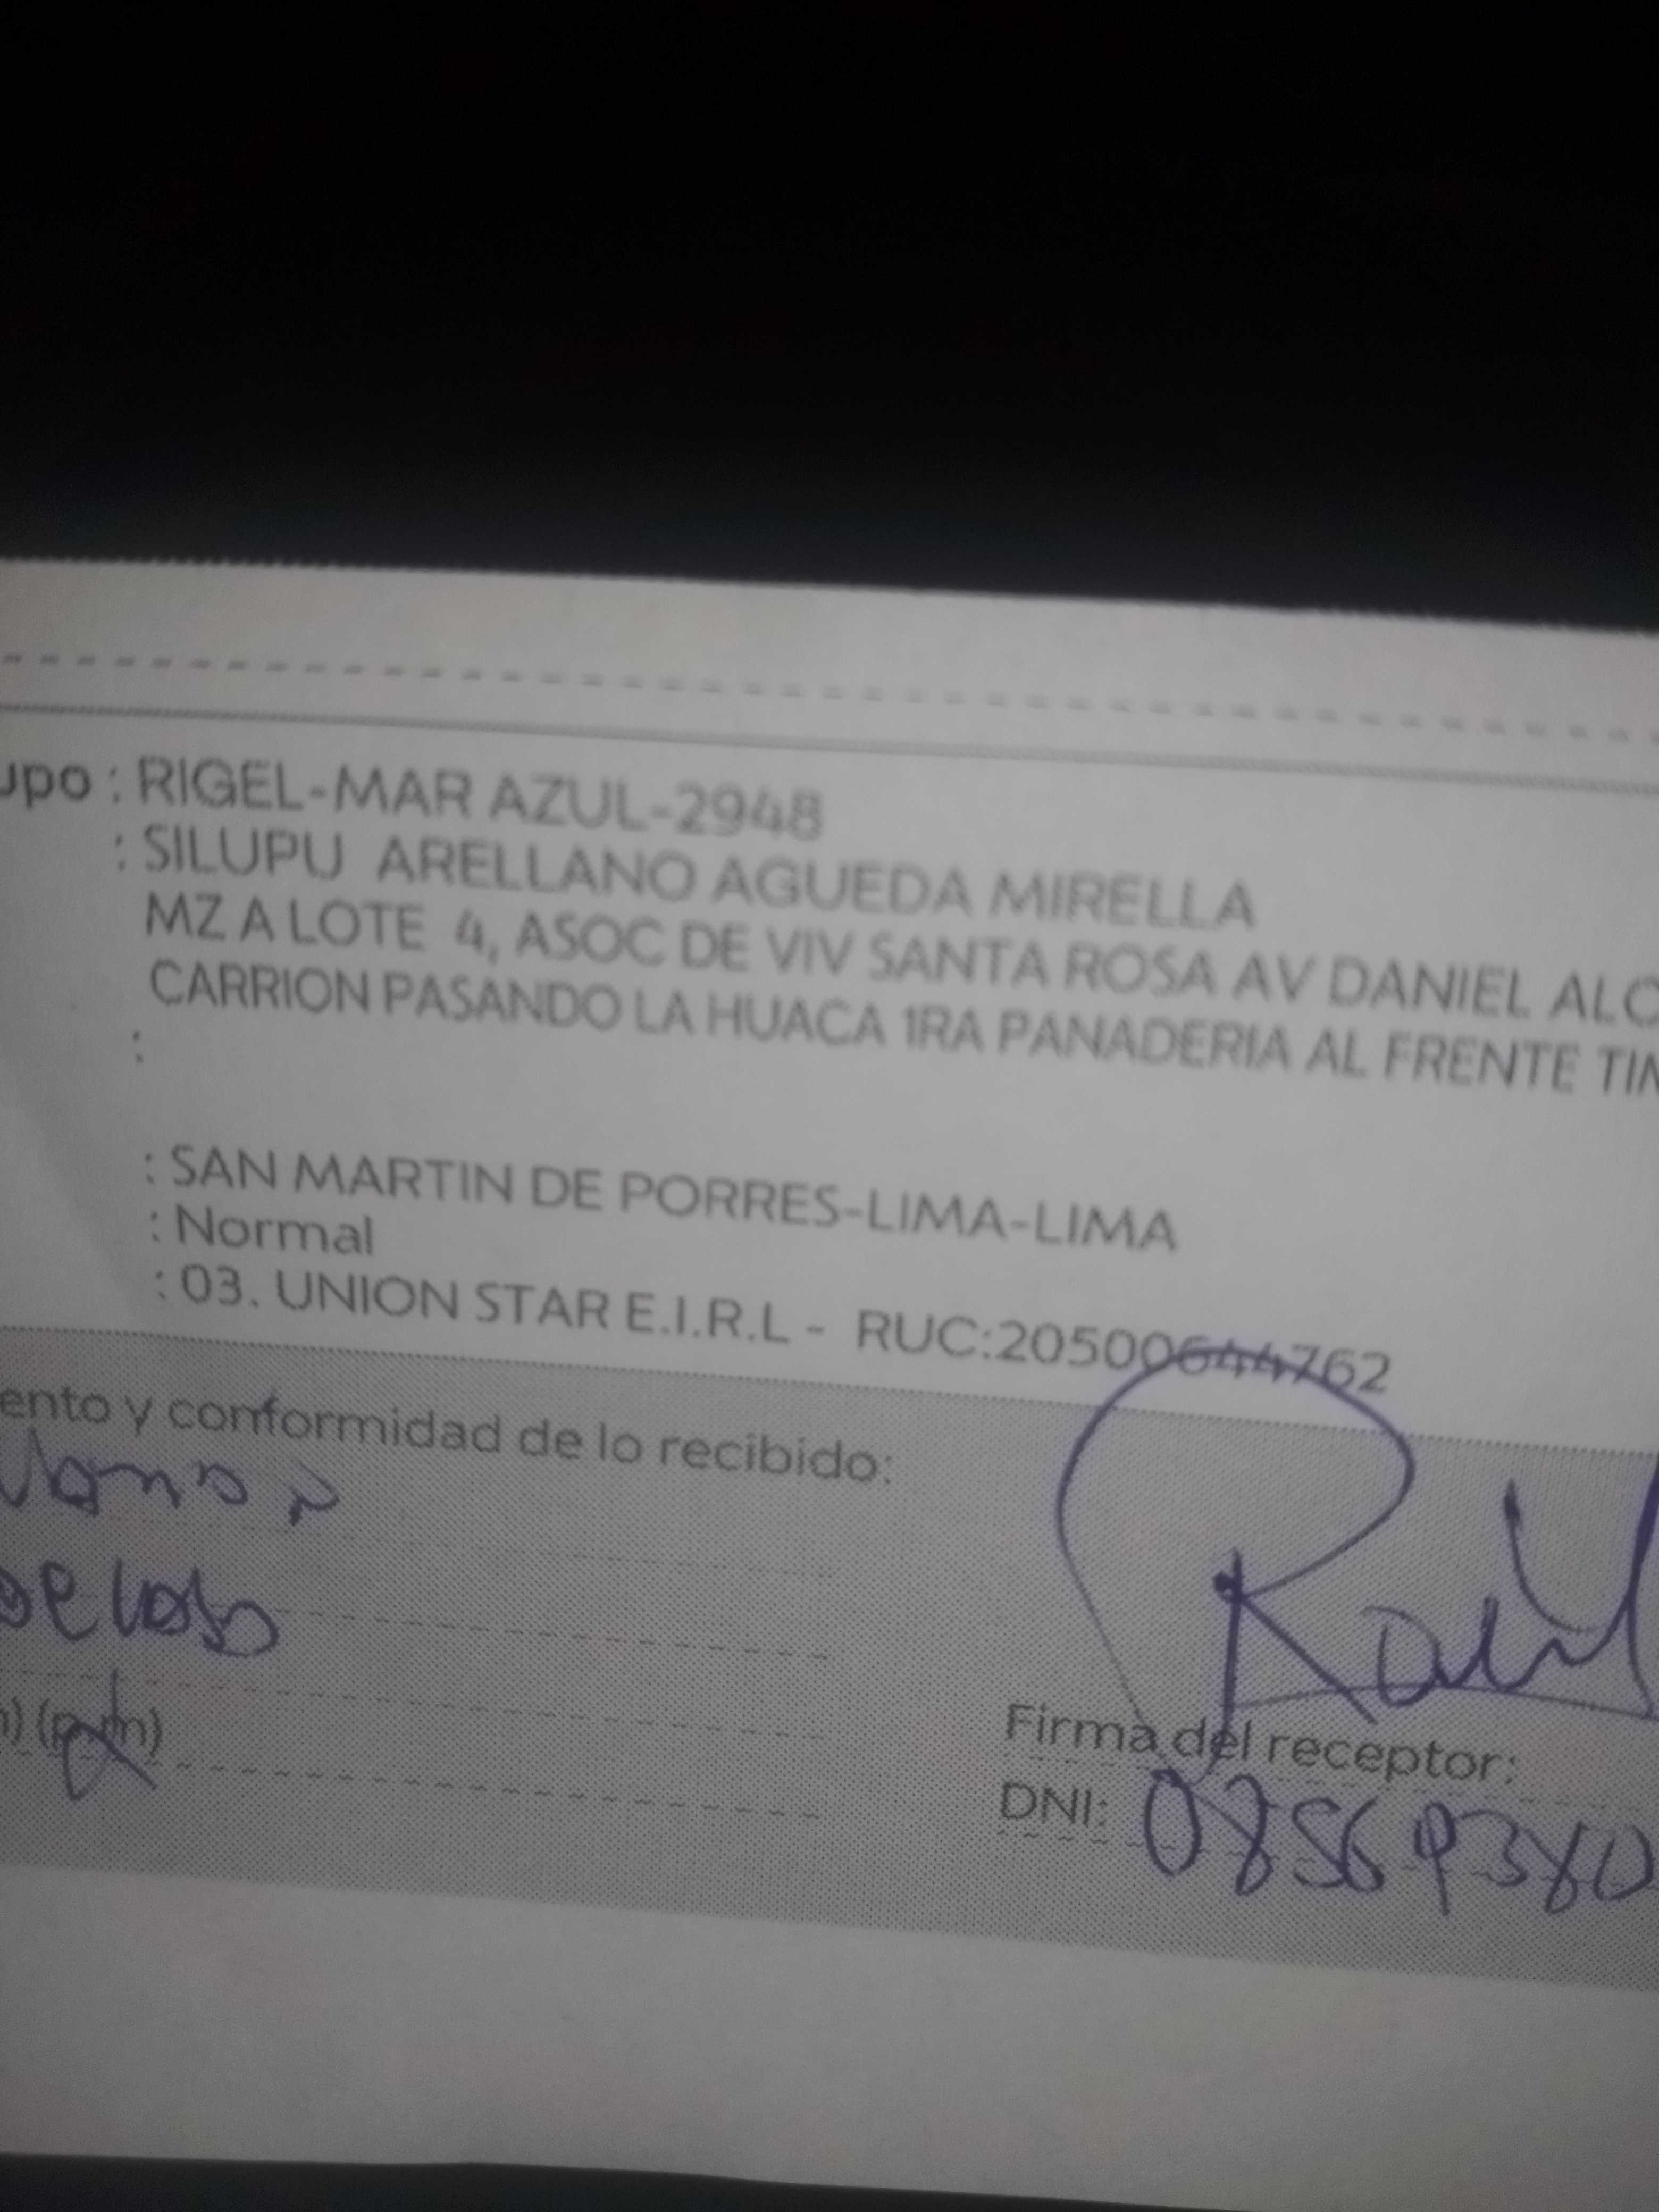 upo : RIGEL-MAR AZUL-2948
: SILUPU ARELLANO AGUEDA MIRELLA
MZ A LOTE 4, ASOC DE VIV SANTA ROSA AV DANIEL ALC
CARRION PASANDO LA HUACA 1RA PANADERIA AL FRENTE TIM
:
: SAN MARTIN DE PORRES-LIMA-LIMA
: Normal
: 03. UNION STAR E.I.R.L - RUC:20500644762
ento y conformidad de lo recibido:
Firma del receptor:
DNI: 08569380